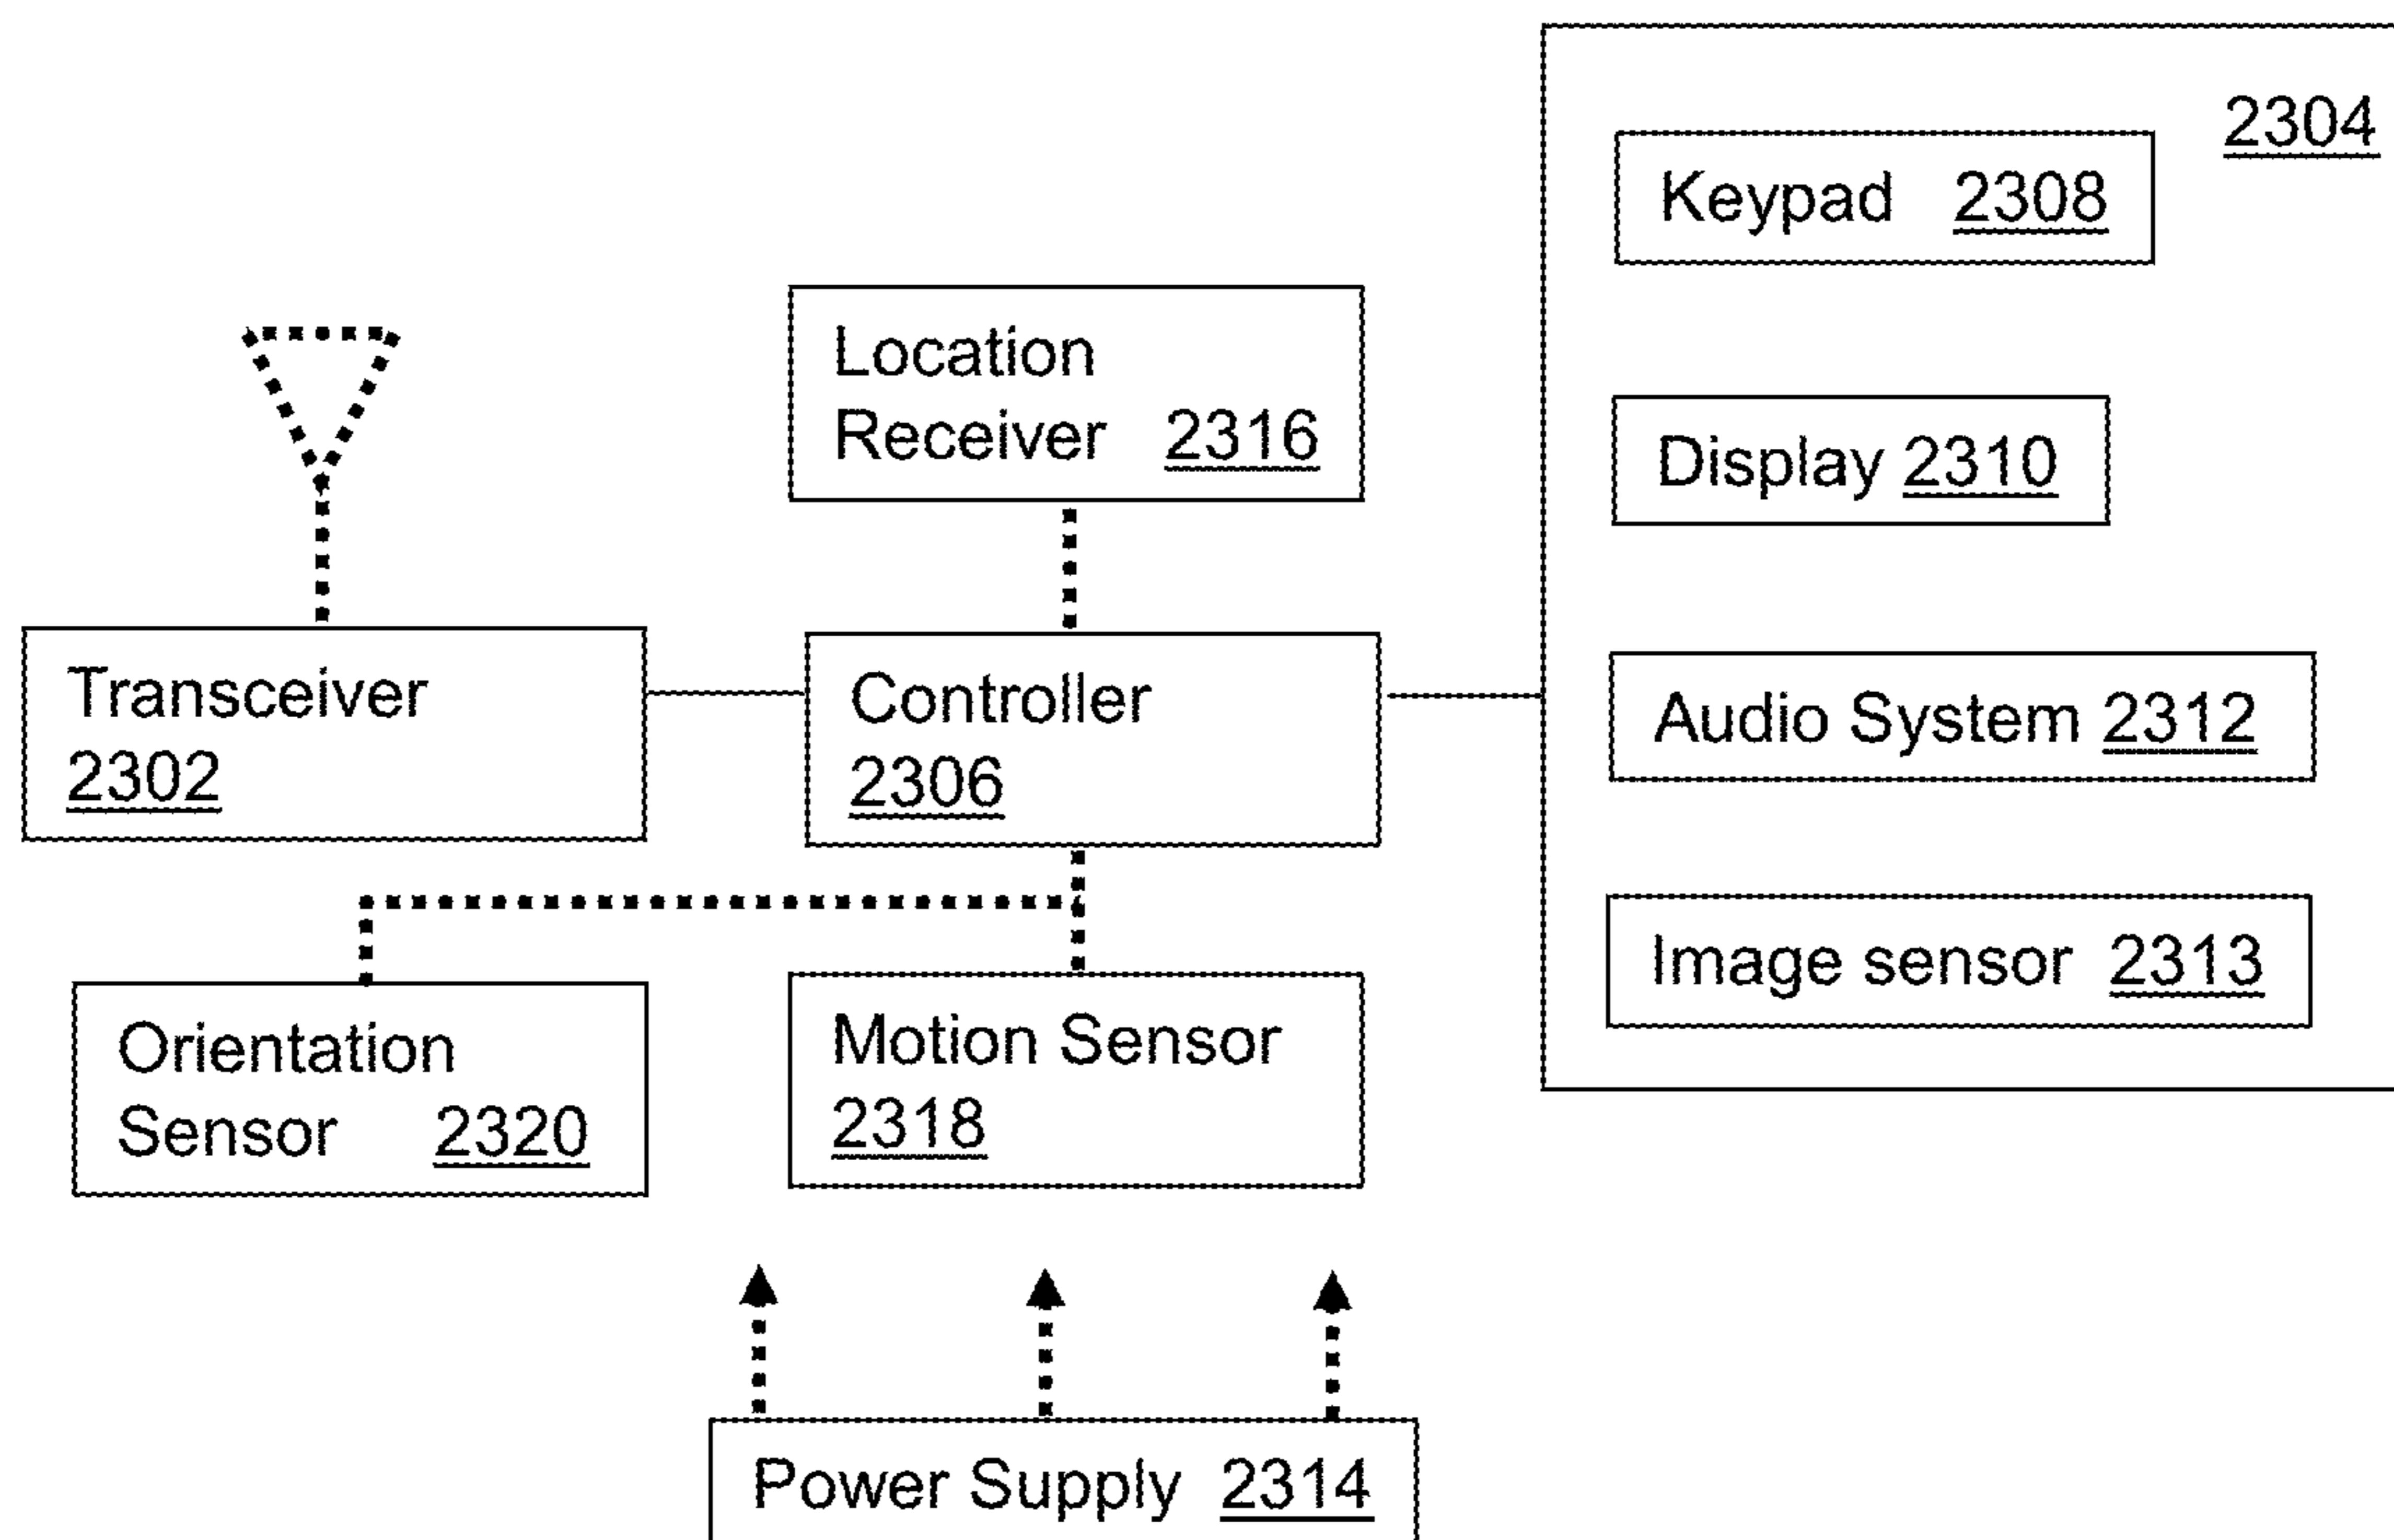 2304
Keypad 2308
Location
Receiver 2316
Display 2310
Transceiver
2302
Controller
2306
Audio System 2312
Image sensor 2313
Orientation
Sensor 2320
Motion Sensor
2318
Power Supply 2314